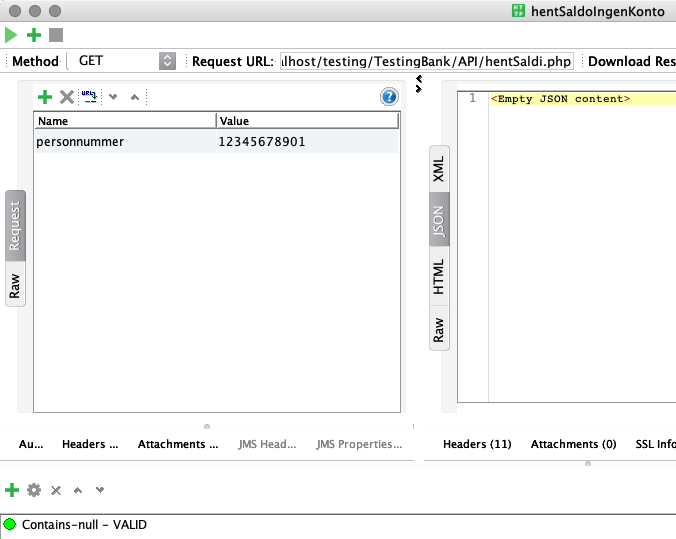 hentSaldoIngenKonto
Method GET Request URL: lhost/testing/TestingBank/API/hentSaldi.php Download Res
Name Value
personnummer 12345678901
Request
Raw
1 <Empty JSON content>
XML
JSON
HTML
Raw
Au... Headers ... Attachments ... JMS Head... JMS Properties...
Headers (11) Attachments (0) SSL Info
Contains-null - VALID